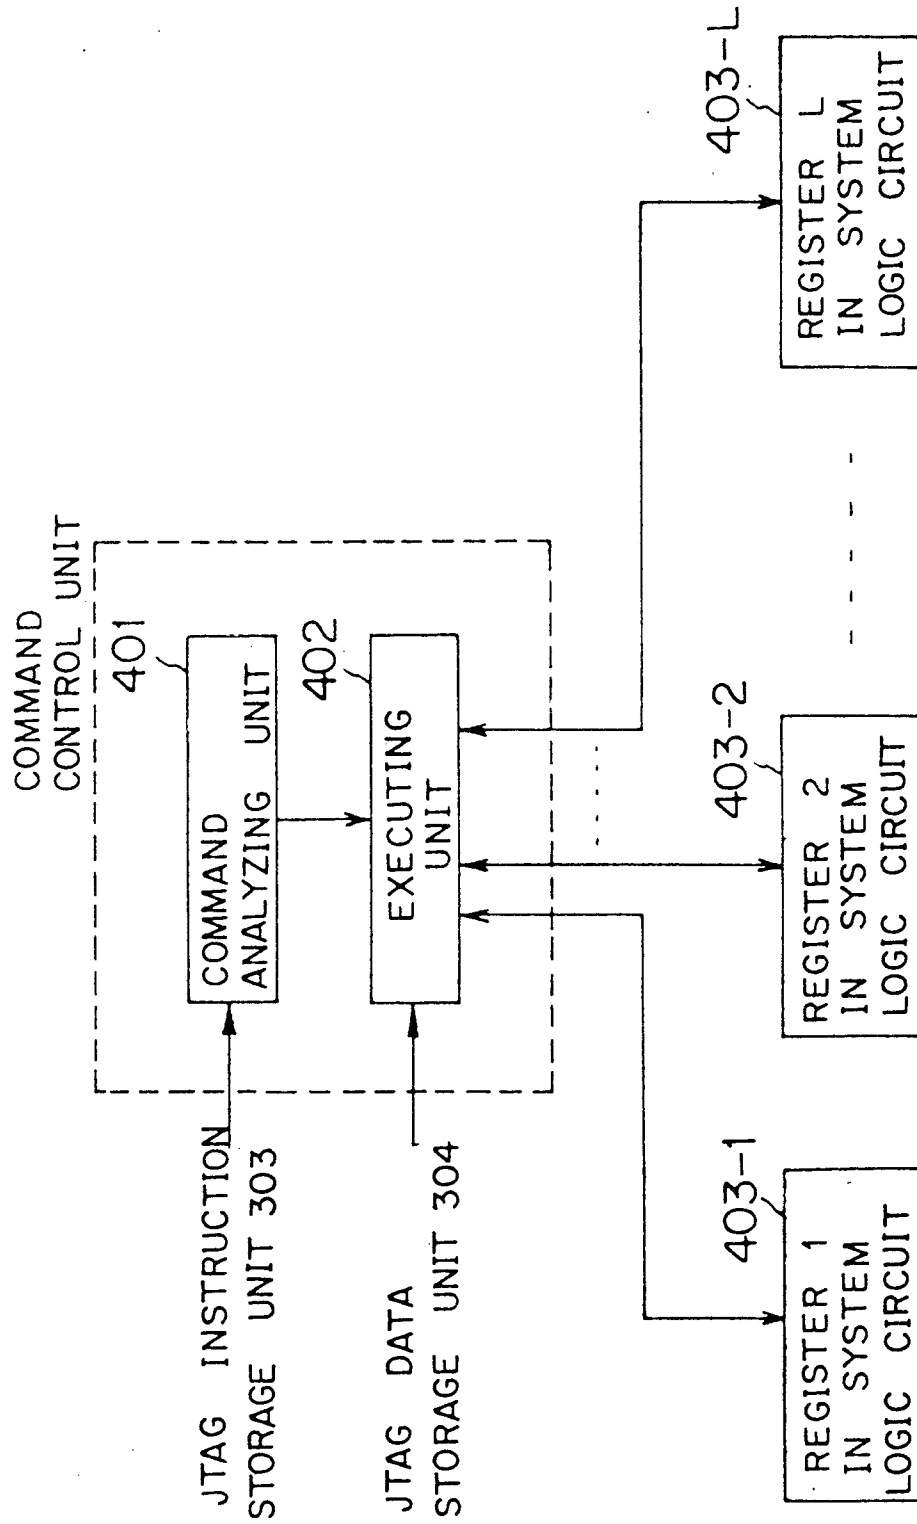 COMMAND
CONTROL UNIT
JTAG INSTRUCTION
STORAGE UNIT 303
401
COMMAND
ANALYZING UNIT
JTAG DATA
STORAGE UNIT 304
402
EXECUTING
UNIT
403-1
REGISTER 1
IN SYSTEM
LOGIC CIRCUIT
403-2
REGISTER 2
IN SYSTEM
LOGIC CIRCUIT
403-L
REGISTER L
IN SYSTEM
LOGIC CIRCUIT